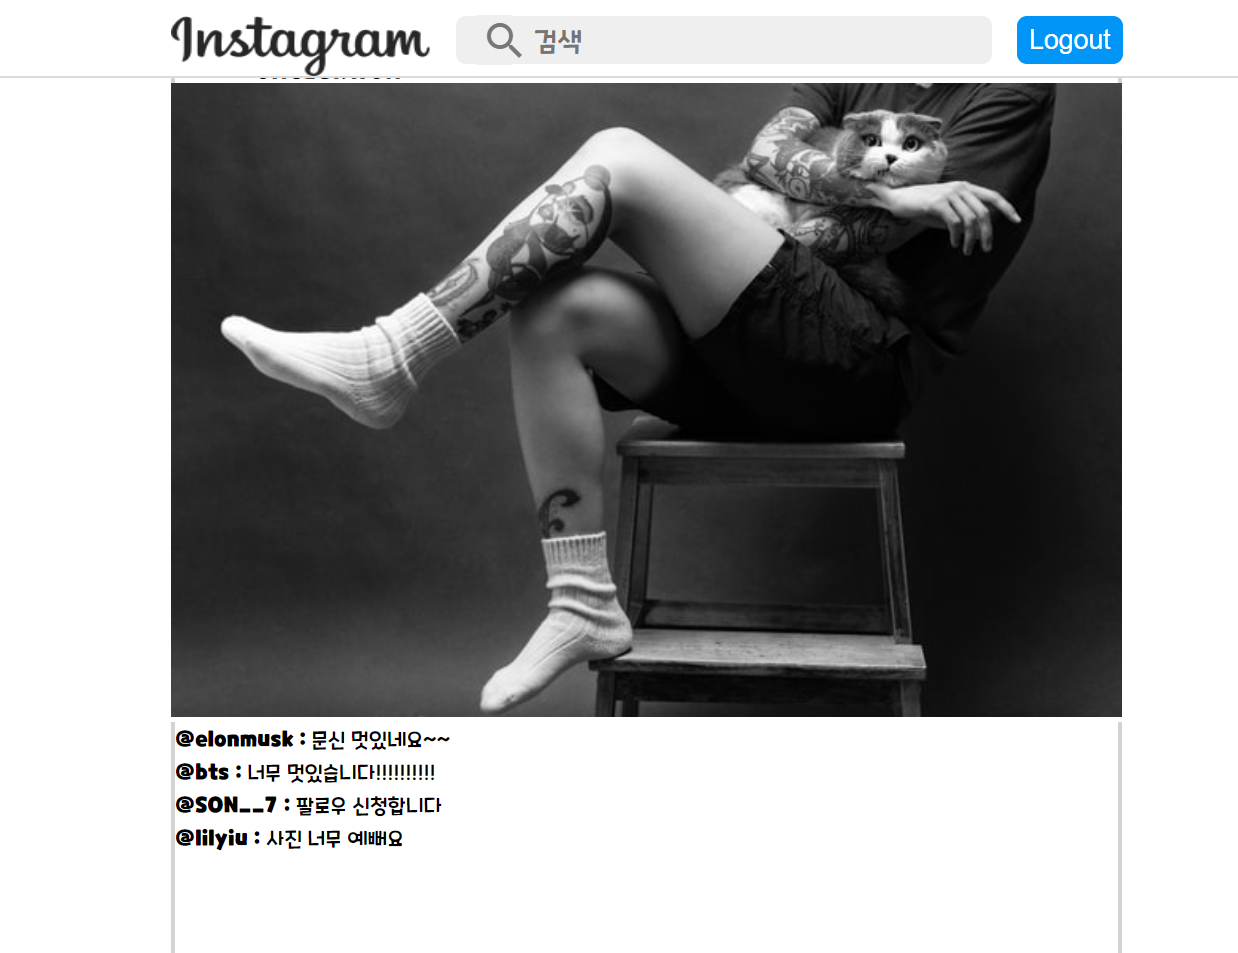 Instagram
검색
Logout
@elonmusk : 문신 멋있네요~~
@bts : 너무 멋있습니다!!!!!!!!!!
@SON__7 : 팔로우 신청합니다
@lilyiu : 사진 너무 예뻐요